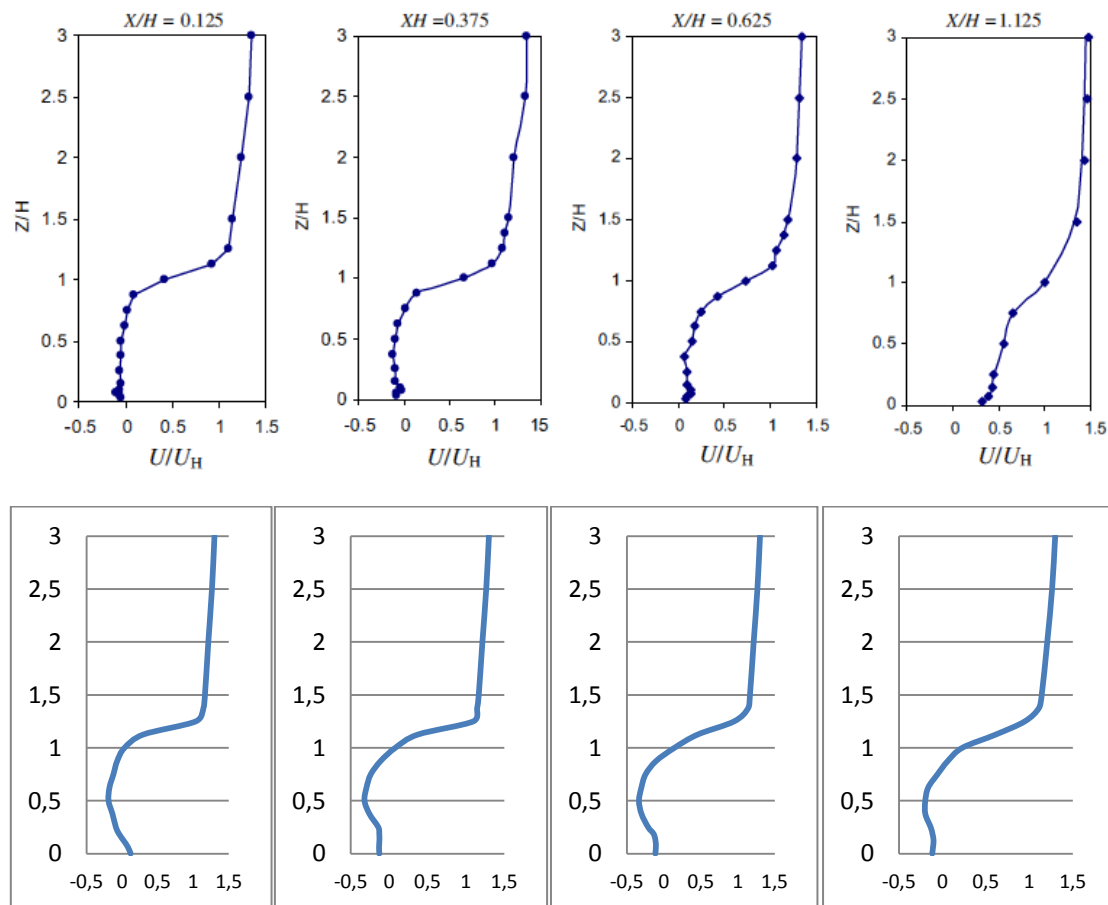 X/H = 0.125 XH =0.375 X/H = 0.625 X/H = 1.125
3 3 3 3
2.5 2.5 2.5 2.5
2 2 2 2
Z/H Z/H Z/H Z/H
1.5 1.5 1.5 1.5
1 1 1 1
0.5 0.5 0.5 0.5
0 0 0 0
-0.5 0 0.5 1 1.5 -0.5 0 0.5 1 15 -0.5 0 0.5 1 1.5 -0.5 0 0.5 1 1.5
U/UH U/UH U/UH U/UH
3 3 3 3
2,5 2,5 2,5 2,5
2 2 2 2
1,5 1,5 1,5 1,5
1 1 1 1
0,5 0,5 0,5 0,5
0 0 0 0
-0,5 0 0,5 1 1,5 -0,5 0 0,5 1 1,5 -0,5 0 0,5 1 1,5 -0,5 0 0,5 1 1,5